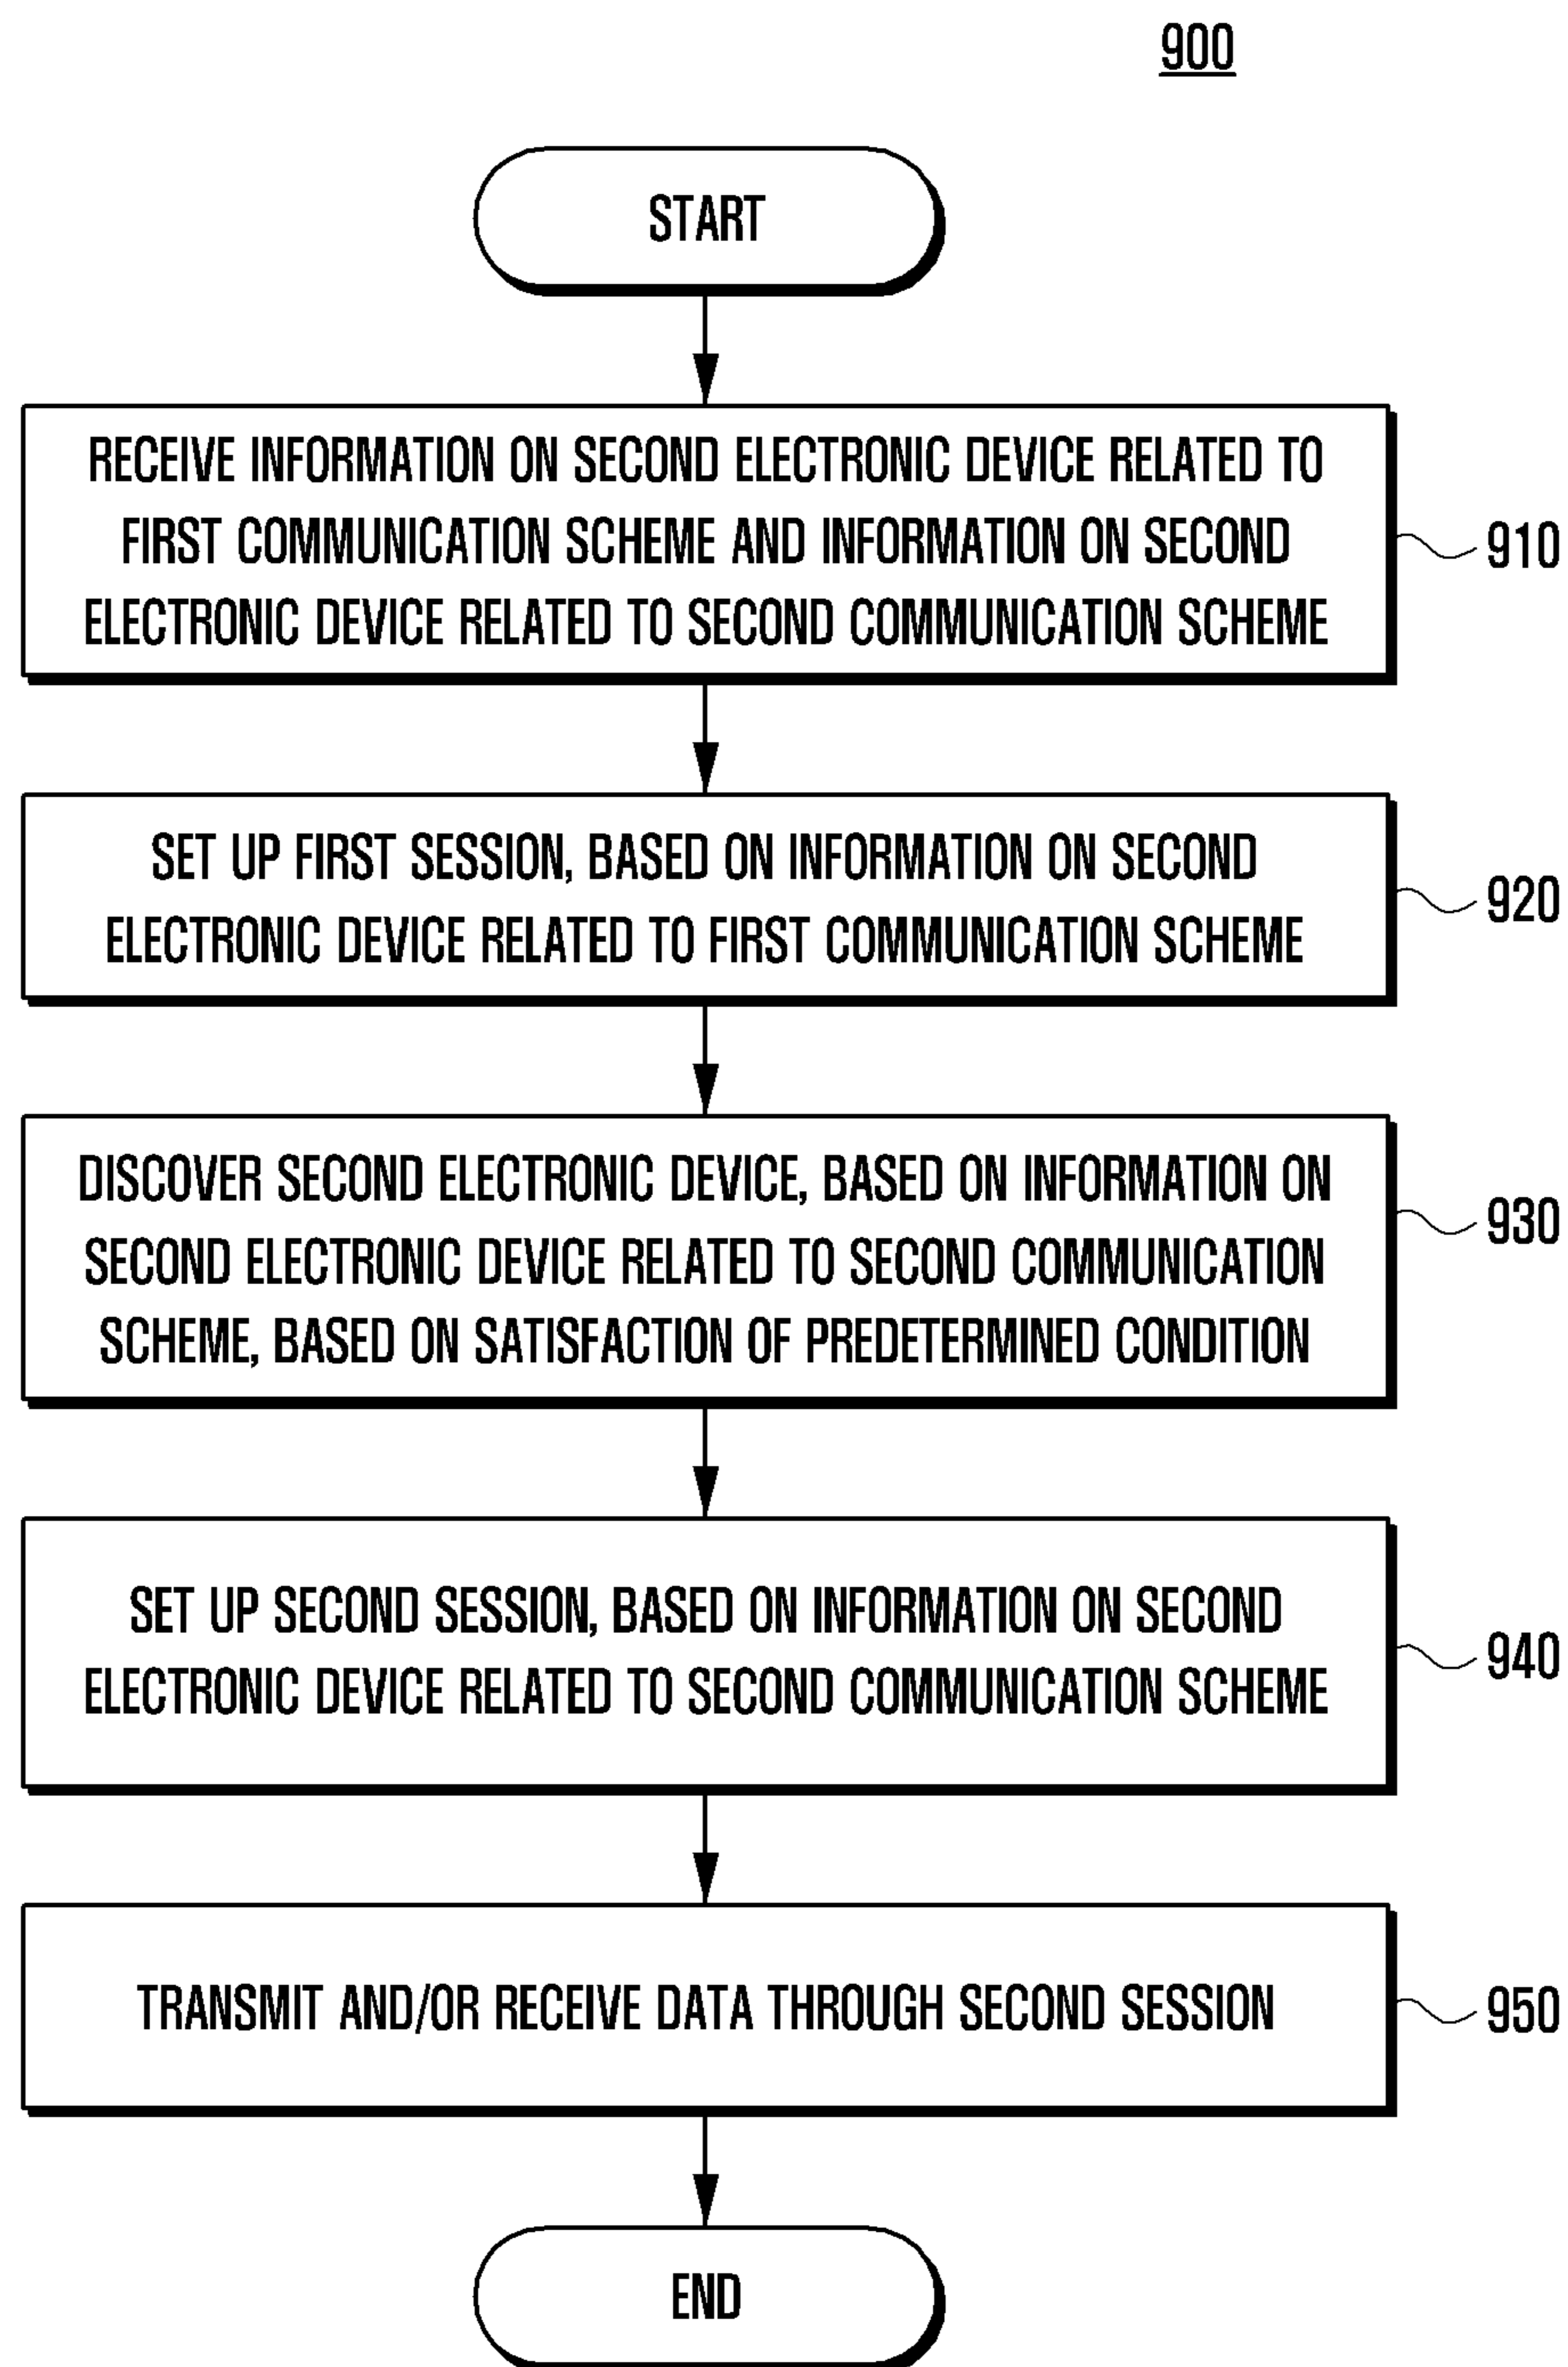 900
START
RECEIVE INFORMATION ON SECOND ELECTRONIC DEVICE RELATED TO
FIRST COMMUNICATION SCHEME AND INFORMATION ON SECOND
ELECTRONIC DEVICE RELATED TO SECOND COMMUNICATION SCHEME
910
SET UP FIRST SESSION, BASED ON INFORMATION ON SECOND
ELECTRONIC DEVICE RELATED TO FIRST COMMUNICATION SCHEME
920
DISCOVER SECOND ELECTRONIC DEVICE, BASED ON INFORMATION ON
SECOND ELECTRONIC DEVICE RELATED TO SECOND COMMUNICATION
SCHEME, BASED ON SATISFACTION OF PREDETERMINED CONDITION
930
SET UP SECOND SESSION, BASED ON INFORMATION ON SECOND
ELECTRONIC DEVICE RELATED TO SECOND COMMUNICATION SCHEME
940
TRANSMIT AND/OR RECEIVE DATA THROUGH SECOND SESSION
950
END